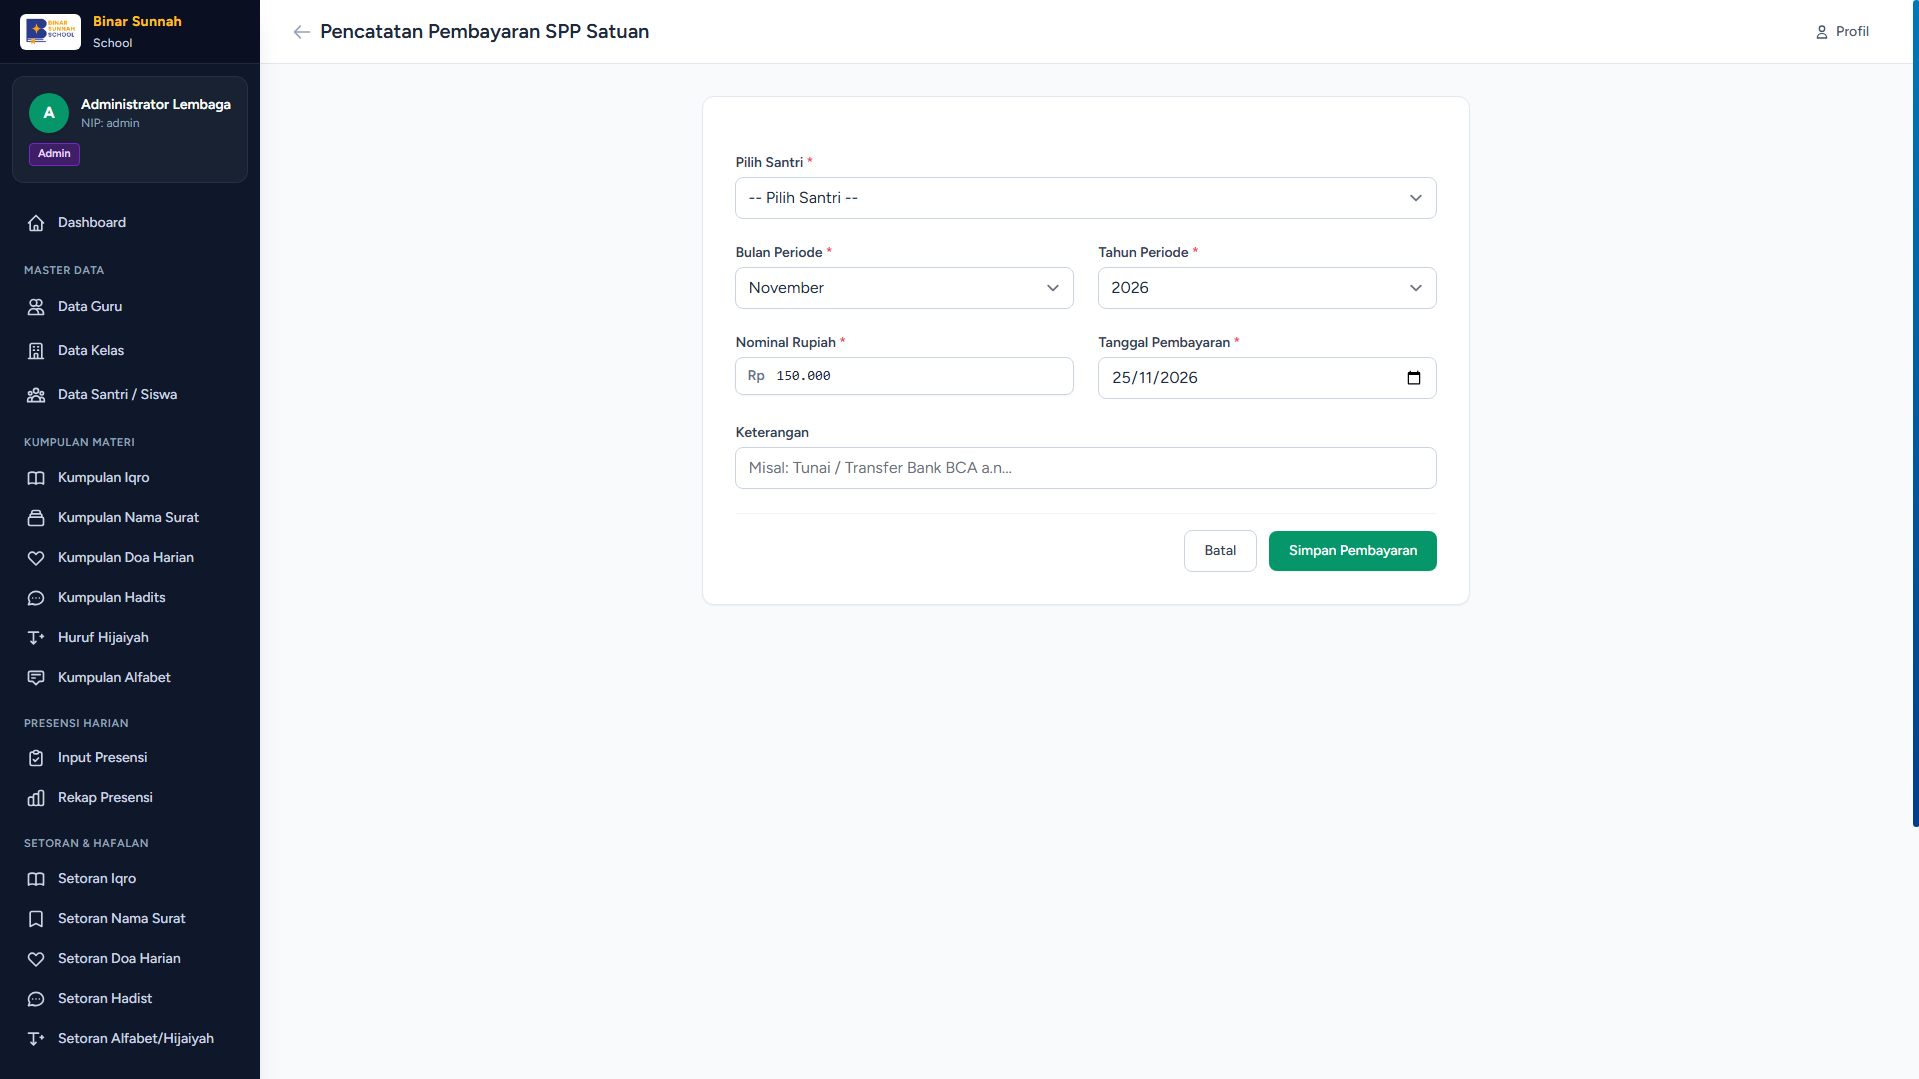 BINAR
SUNNAH
SCHOOL
Binar Sunnah
School
A
Administrator Lembaga
NIP: admin
Admin
Dashboard
MASTER DATA
Data Guru
Data Kelas
Data Santri / Siswa
KUMPULAN MATERI
Kumpulan Iqro
Kumpulan Nama Surat
Kumpulan Doa Harian
Kumpulan Hadits
Huruf Hijaiyah
Kumpulan Alfabet
PRESENSI HARIAN
Input Presensi
Rekap Presensi
SETORAN & HAFALAN
Setoran Iqro
Setoran Nama Surat
Setoran Doa Harian
Setoran Hadist
Setoran Alfabet/Hijaiyah
Pencatatan Pembayaran SPP Satuan
Profil
Pilih Santri *
-- Pilih Santri --
Bulan Periode *
November
Tahun Periode *
2026
Nominal Rupiah *
Rp 150.000
Tanggal Pembayaran *
25/11/2026
Keterangan
Misal: Tunai / Transfer Bank BCA a.n...
Batal
Simpan Pembayaran